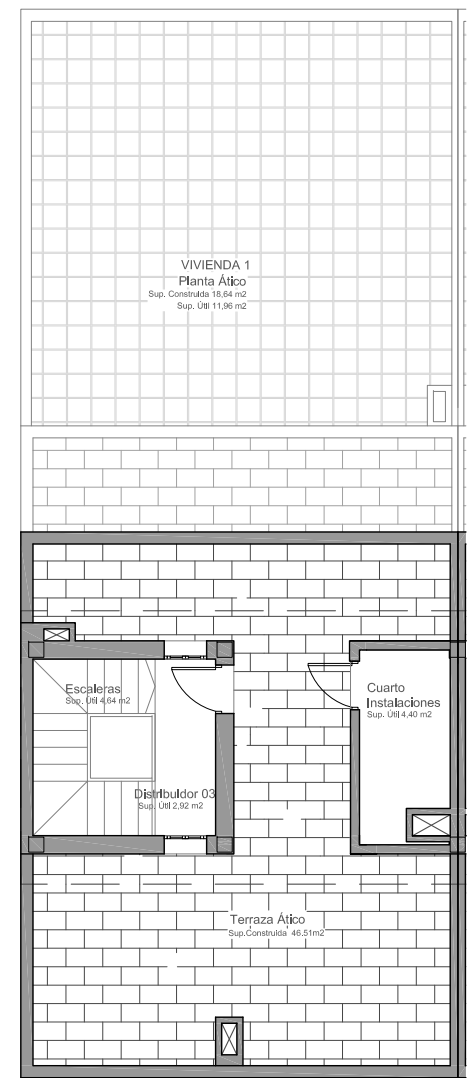 VIVIENDA 1
Planta Ático
Sup. Construida 18,64 m2
Sup. Útil 11,96 m2
Escaleras
Sup. Útil 4,64 m2
Cuarto
Instalaciones
Sup. Útil 4,40 m2
Distribuidor 03
Sup. Útil 2,92 m2
Terraza Ático
Sup.Construida 46,51m2